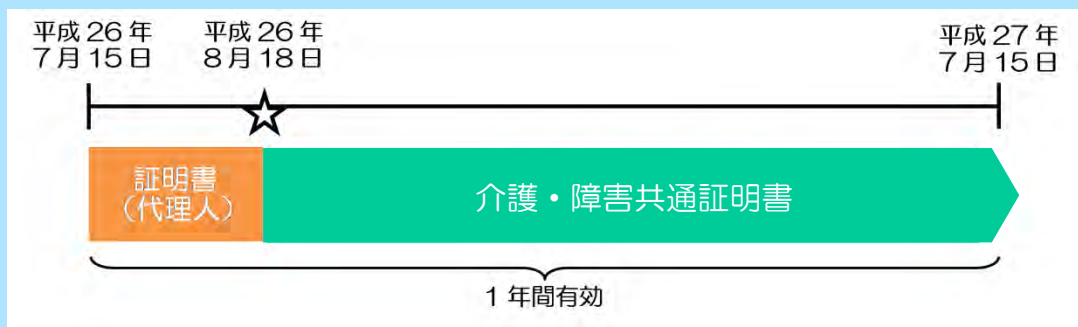 平成26年
7月15日
平成26年
8月18日
平成27年
7月15日
証明書
（代理人）
介護・障害共通証明書
1年間有効